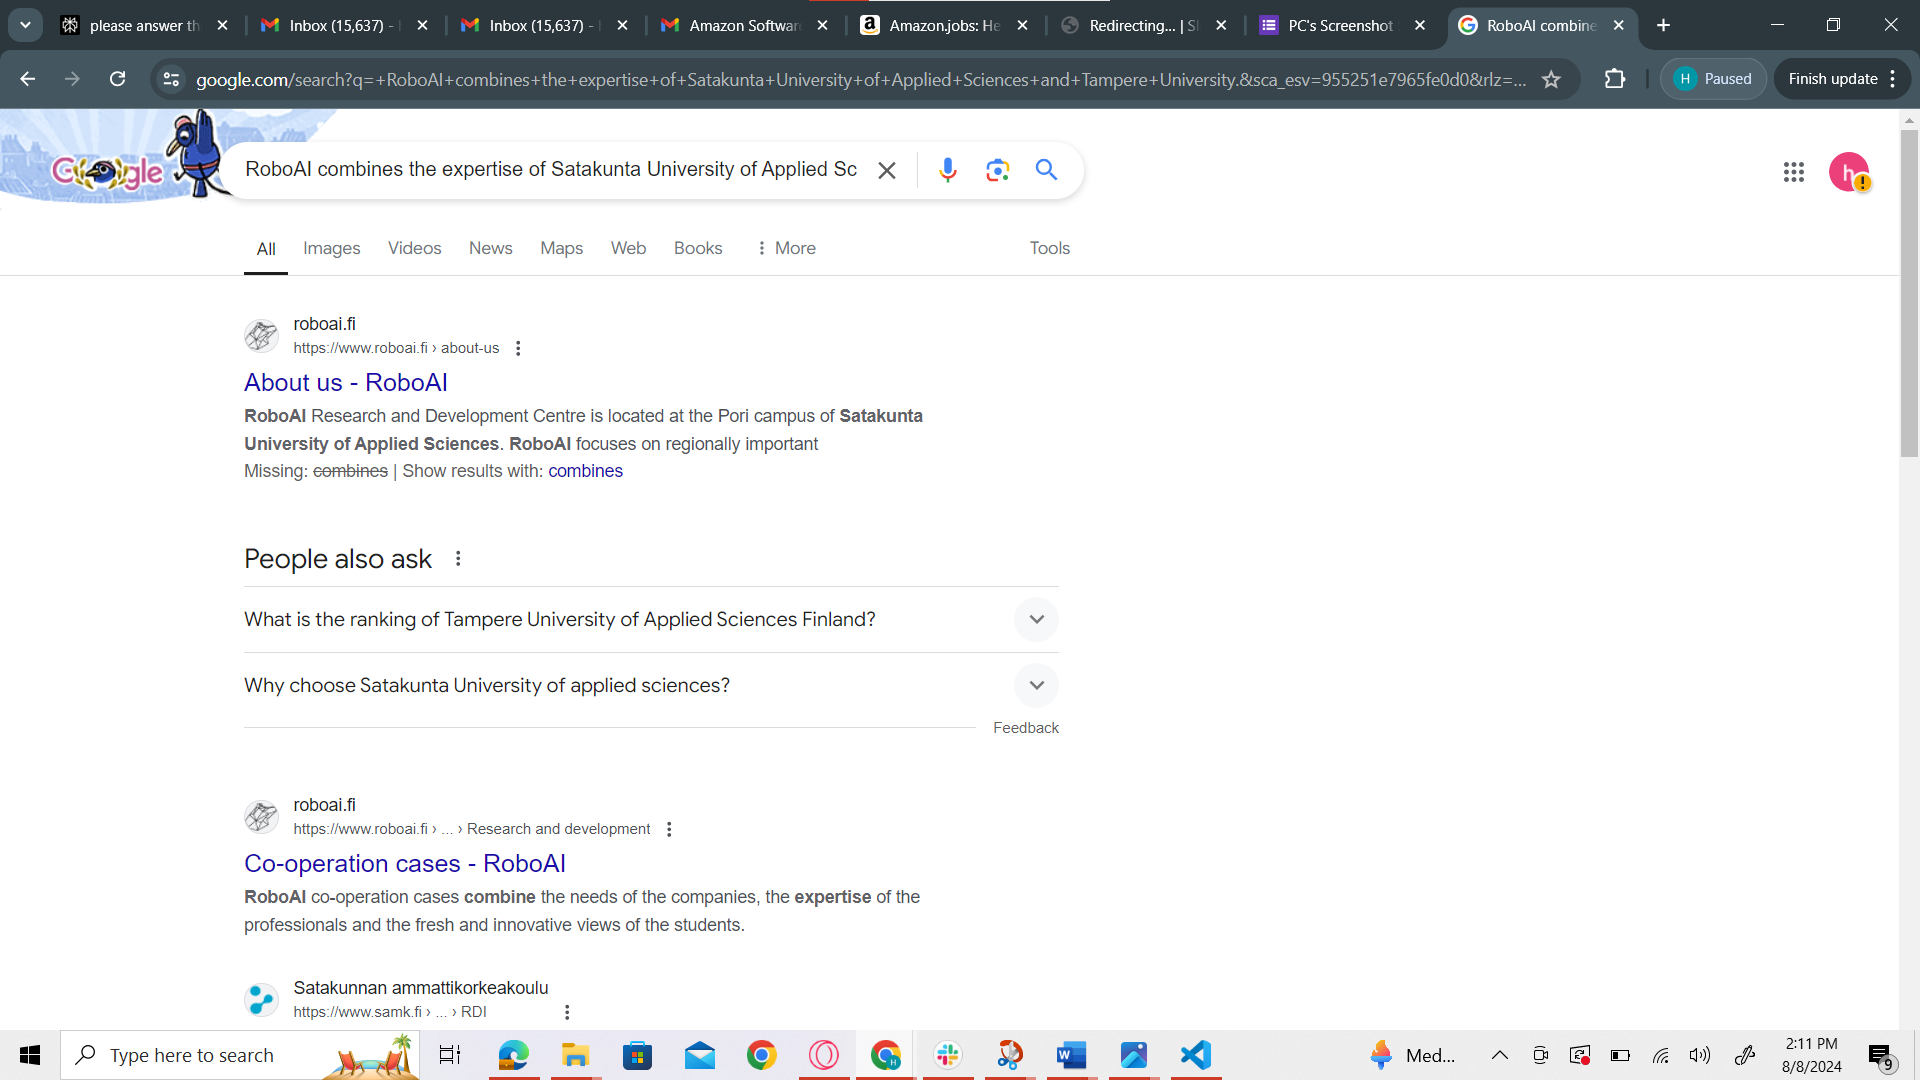 please answer th
Inbox (15,637) -
Inbox (15,637) -
Amazon Softwar
Amazon.jobs: He
Redirecting... | Sl
PC's Screenshot
RoboAI combine
google.com/search?q=+RoboAI+combines+the+expertise+of+Satakunta+University+of+Applied+Sciences+and+Tampere+University.&sca_esv=955251e7965fe0d0&rlz=...
H Paused
Finish update
Google
RoboAI combines the expertise of Satakunta University of Applied Sc
h
All Images Videos News Maps Web Books More Tools
roboai.fi
https://www.roboai.fi › about-us
About us - RoboAI
RoboAI Research and Development Centre is located at the Pori campus of Satakunta
University of Applied Sciences. RoboAI focuses on regionally important
Missing: combines | Show results with: combines
People also ask
What is the ranking of Tampere University of Applied Sciences Finland?
Why choose Satakunta University of applied sciences?
Feedback
roboai.fi
https://www.roboai.fi › ... › Research and development
Co-operation cases - RoboAI
RoboAI co-operation cases combine the needs of the companies, the expertise of the
professionals and the fresh and innovative views of the students.
Satakunnan ammattikorkeakoulu
https://www.samk.fi › ... › RDI
Type here to search
Med...
2:11 PM
8/8/2024
9